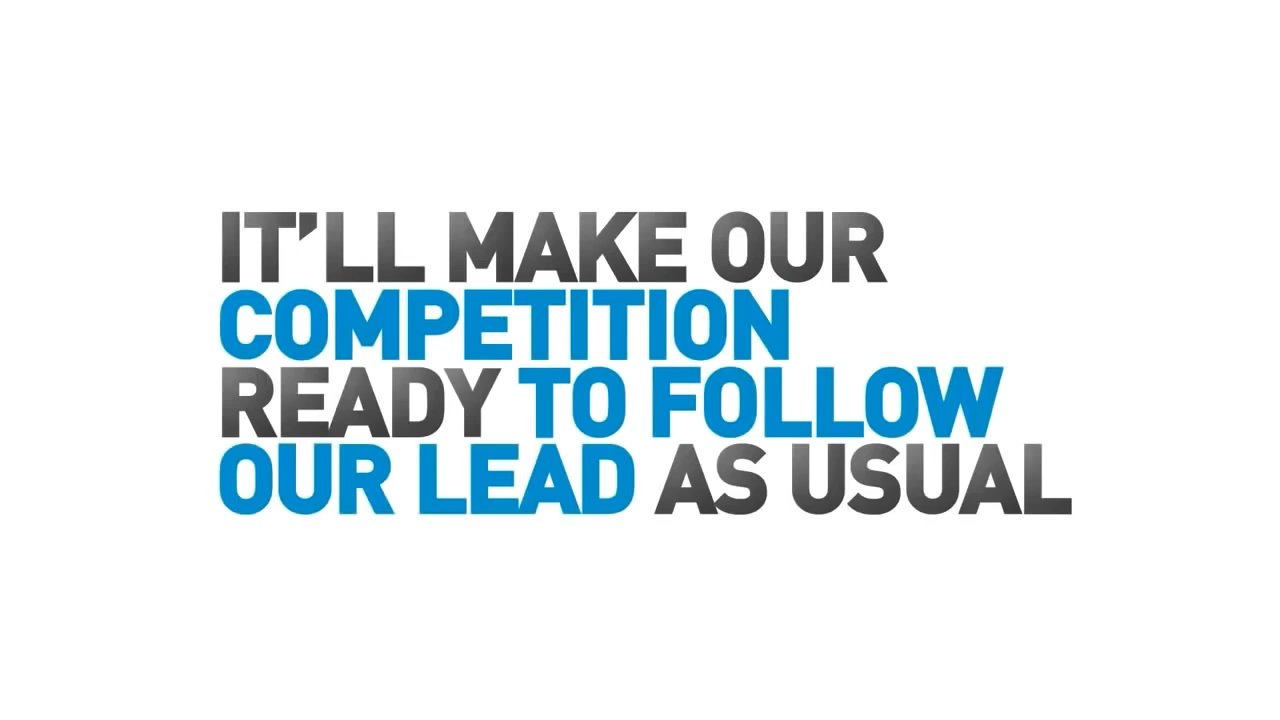 IT’LL MAKE OUR
COMPETITION
READY TO FOLLOW
OUR LEAD AS USUAL